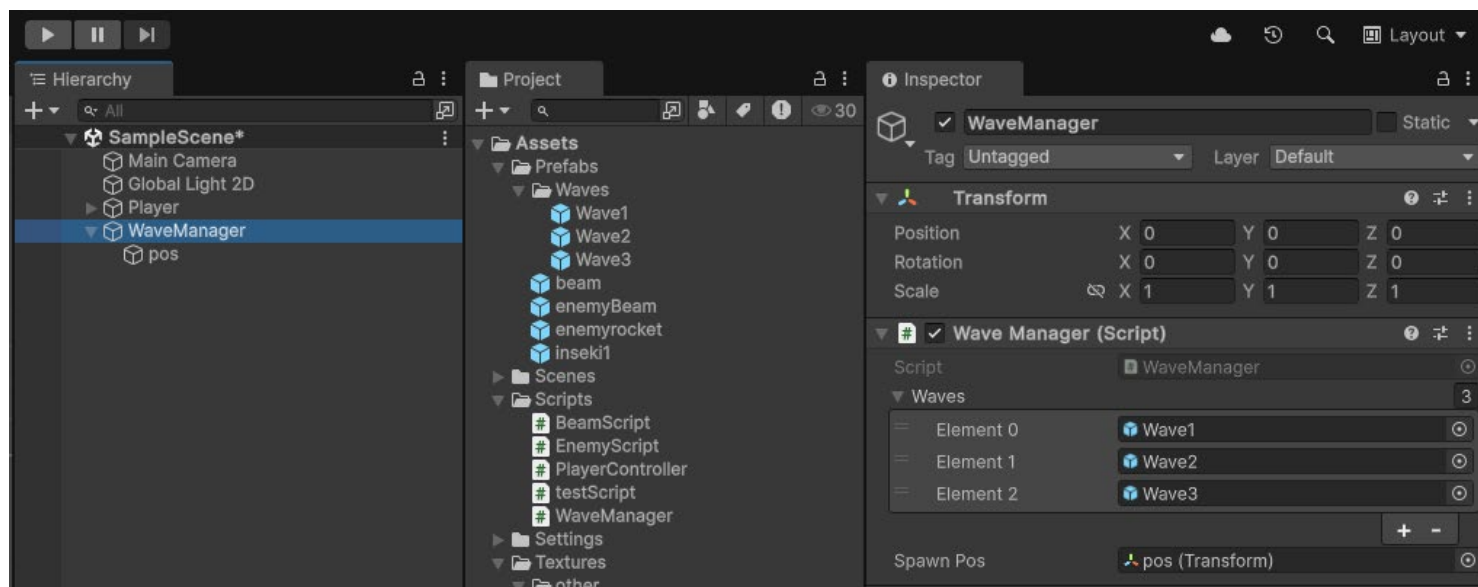 Layout
Hierarchy
All
SampleScene*
Main Camera
Global Light 2D
Player
WaveManager
pos
Project
30
Assets
Prefabs
Waves
Wave1
Wave2
Wave3
beam
enemyBeam
enemyrocket
inseki1
Scenes
Scripts
BeamScript
EnemyScript
PlayerController
testScript
WaveManager
Settings
Textures
other
Inspector
WaveManager Static
Tag Untagged Layer Default
Transform
Position X 0 Y 0 Z 0
Rotation X 0 Y 0 Z 0
Scale X 1 Y 1 Z 1
# Wave Manager (Script)
Script WaveManager
Waves 3
Element 0 Wave1
Element 1 Wave2
Element 2 Wave3
+ -
Spawn Pos pos (Transform)